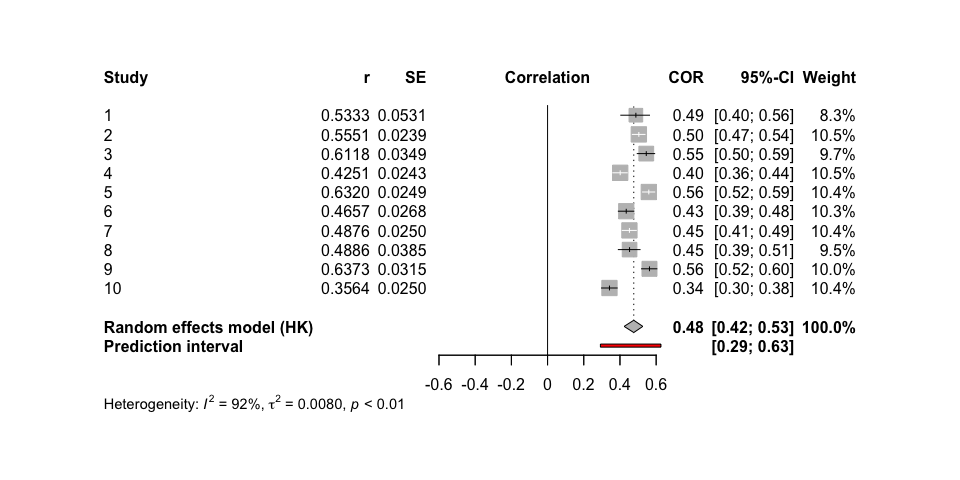 Study r SE Correlation COR 95%-CI Weight
1 0.5333 0.0531 0.49 [0.40; 0.56] 8.3%
2 0.5551 0.0239 0.50 [0.47; 0.54] 10.5%
3 0.6118 0.0349 0.55 [0.50; 0.59] 9.7%
4 0.4251 0.0243 0.40 [0.36; 0.44] 10.5%
5 0.6320 0.0249 0.56 [0.52; 0.59] 10.4%
6 0.4657 0.0268 0.43 [0.39; 0.48] 10.3%
7 0.4876 0.0250 0.45 [0.41; 0.49] 10.4%
8 0.4886 0.0385 0.45 [0.39; 0.51] 9.5%
9 0.6373 0.0315 0.56 [0.52; 0.60] 10.0%
10 0.3564 0.0250 0.34 [0.30; 0.38] 10.4%
Random effects model (HK) 0.48 [0.42; 0.53] 100.0%
Prediction interval [0.29; 0.63]
-0.6 -0.4 -0.2 0 0.2 0.4 0.6
Heterogeneity: I² = 92%, τ² = 0.0080, p < 0.01